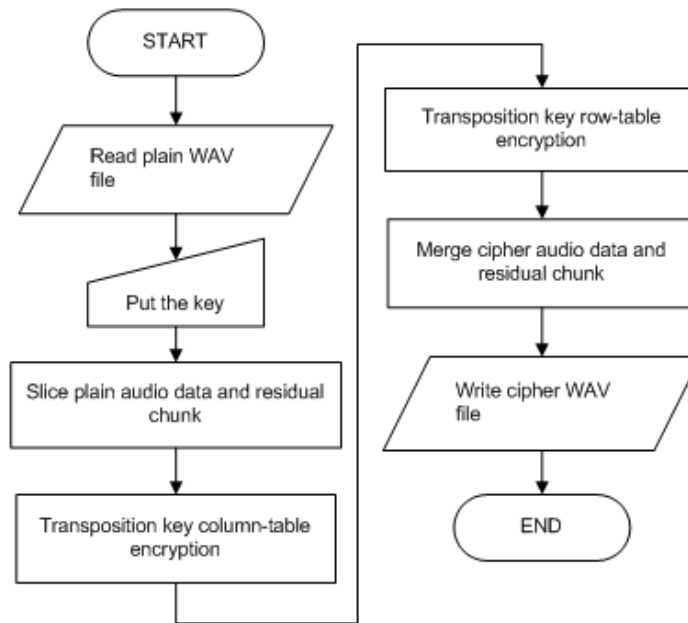 START
Read plain WAV
file
Put the key
Slice plain audio data and residual
chunk
Transposition key column-table
encryption
Transposition key row-table
encryption
Merge cipher audio data and
residual chunk
Write cipher WAV
file
END